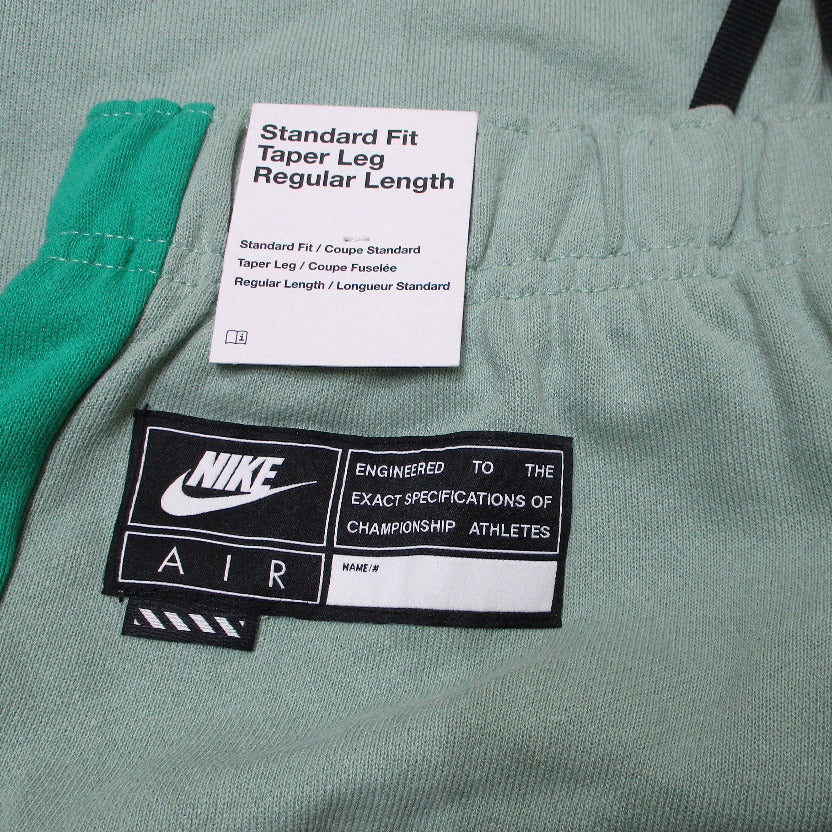 Standard Fit
Taper Leg
Regular Length
Standard Fit / Coupe Standard
Taper Leg / Coupe Fuselée
Regular Length / Longueur Standard
i
NIKE
AIR
ENGINEERED TO THE
EXACT SPECIFICATIONS OF
CHAMPIONSHIP ATHLETES
NAME/#